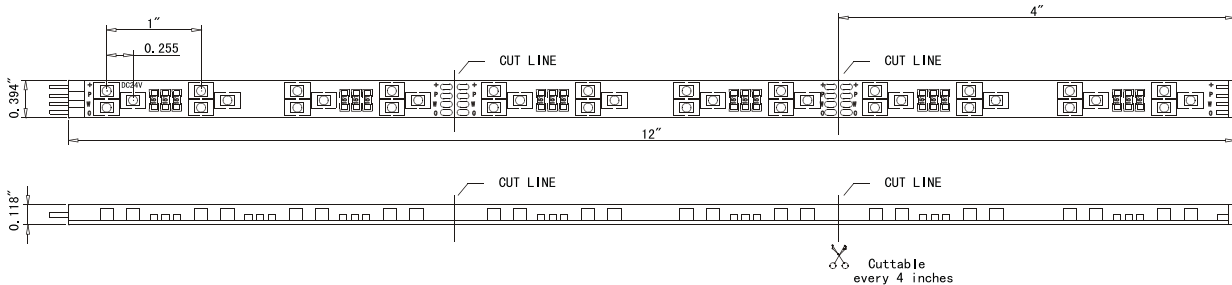 1"
4"
0.255
CUT LINE
CUT LINE
0.394"
DC24V
+
P
W
O
+ +
P P
W W
O O
+ +
P P
W W
O O
+
P
W
O
12"
CUT LINE
CUT LINE
0.118"
Cuttable
every 4 inches